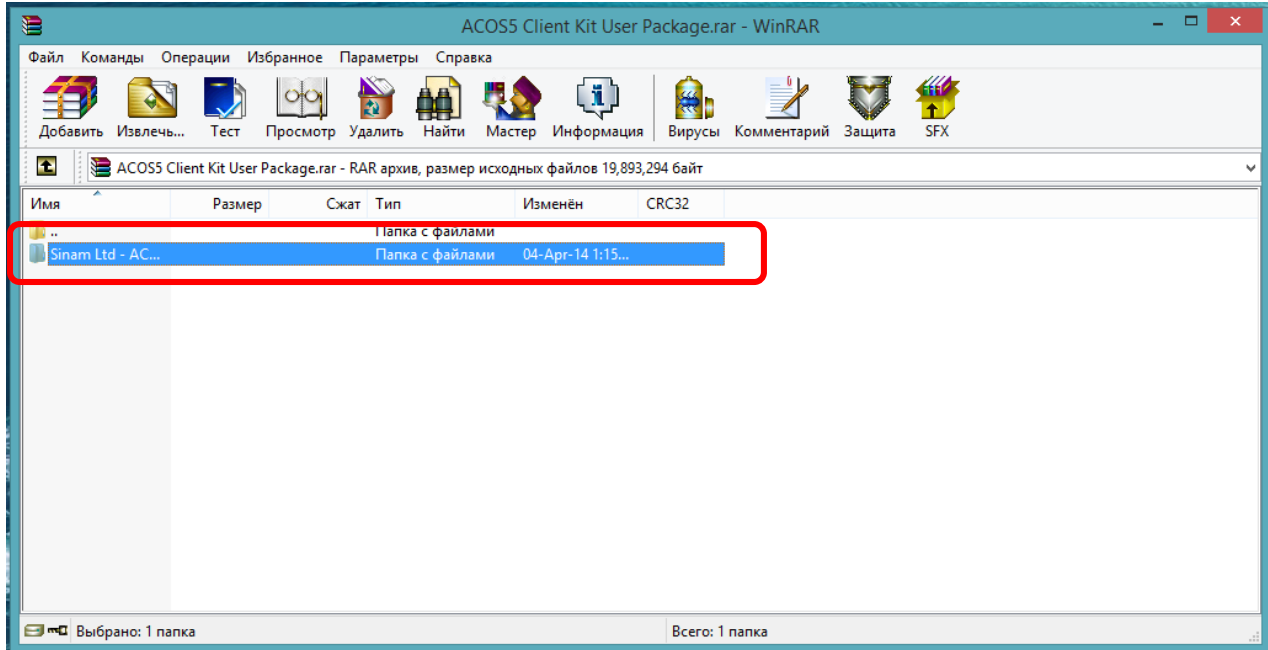 ACOS5 Client Kit User Package.rar - WinRAR
Файл Команды Операции Избранное Параметры Справка
Добавить Извлечь... Тест Просмотр Удалить Найти Мастер Информация Вирусы Комментарий Защита SFX
ACOS5 Client Kit User Package.rar - RAR архив, размер исходных файлов 19,893,294 байт
Имя Размер Сжат Тип Изменён CRC32
.. Папка с файлами
Sinam Ltd - AC... Папка с файлами 04-Apr-14 1:15...
Выбрано: 1 папка Всего: 1 папка